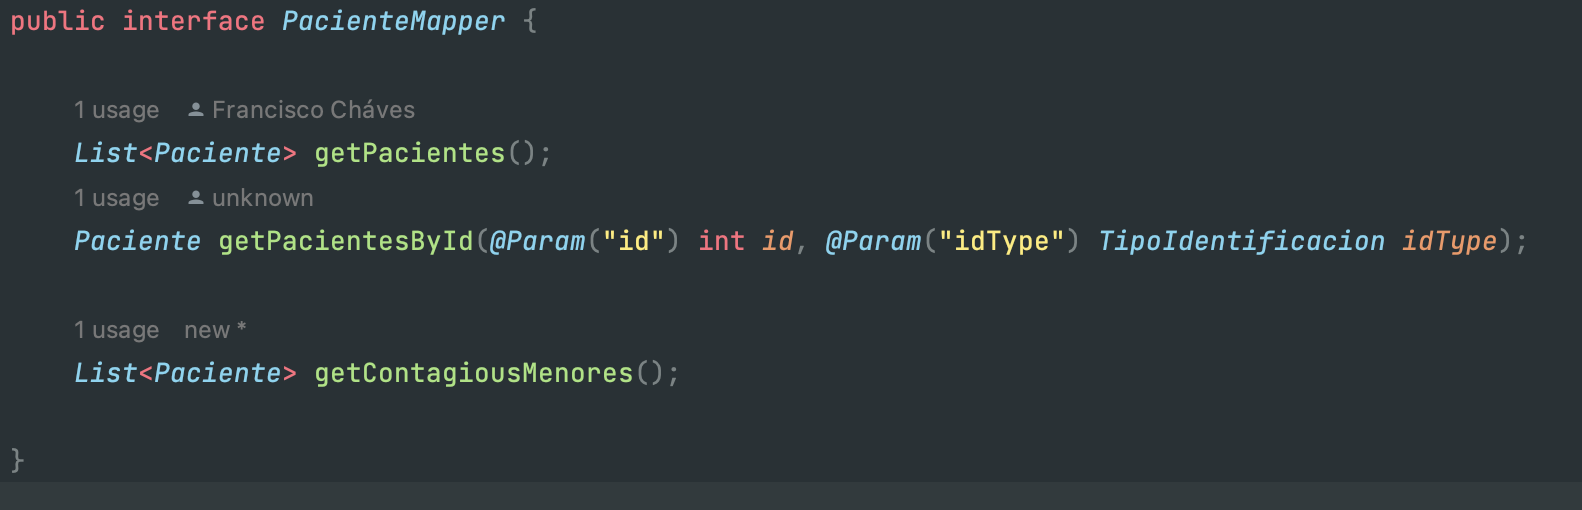 public interface PacienteMapper {
1 usage Francisco Cháves
List<Paciente> getPacientes();
1 usage unknown
Paciente getPacientesById(@Param("id") int id, @Param("idType") TipoIdentificacion idType);
1 usage new *
List<Paciente> getContagiousMenores();
}